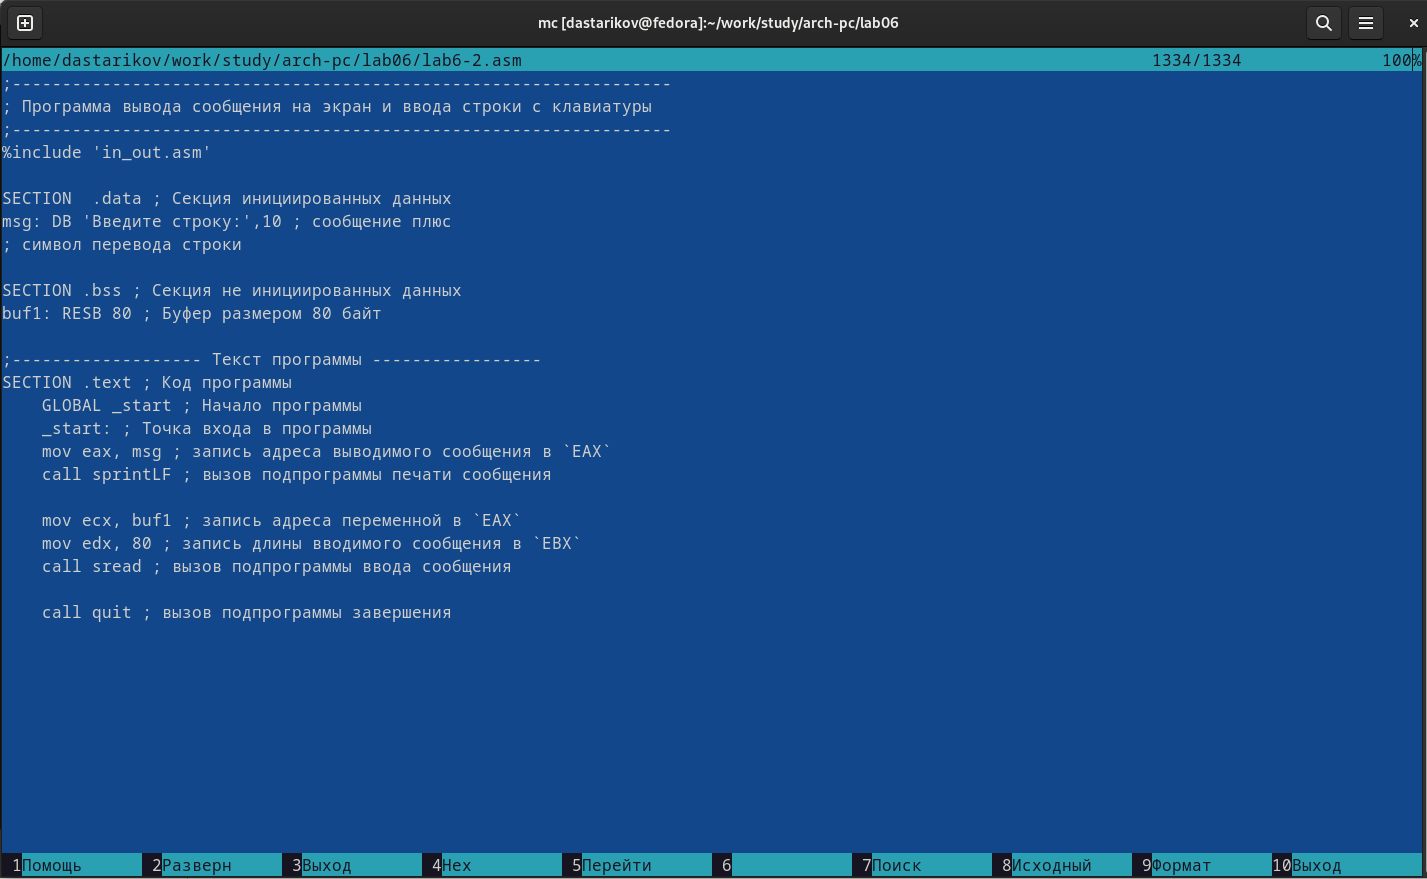 mc [dastarikov@fedora]:~/work/study/arch-pc/lab06
/home/dastarikov/work/study/arch-pc/lab06/lab6-2.asm 1334/1334 100%
;------------------------------------------------------------------
; Программа вывода сообщения на экран и ввода строки с клавиатуры
;------------------------------------------------------------------
%include 'in_out.asm'
SECTION  .data ; Секция инициированных данных
msg: DB 'Введите строку:',10 ; сообщение плюс
; символ перевода строки
SECTION .bss ; Секция не инициированных данных
buf1: RESB 80 ; Буфер размером 80 байт
;------------------- Текст программы -----------------
SECTION .text ; Код программы
GLOBAL _start ; Начало программы
_start: ; Точка входа в программы
mov eax, msg ; запись адреса выводимого сообщения в `EAX`
call sprintLF ; вызов подпрограммы печати сообщения
mov ecx, buf1 ; запись адреса переменной в `EAX`
mov edx, 80 ; запись длины вводимого сообщения в `EBX`
call sread ; вызов подпрограммы ввода сообщения
call quit ; вызов подпрограммы завершения
1Помощь 2Разверн 3Выход 4Hex 5Перейти 6 7Поиск 8Исходный 9Формат 10Выход